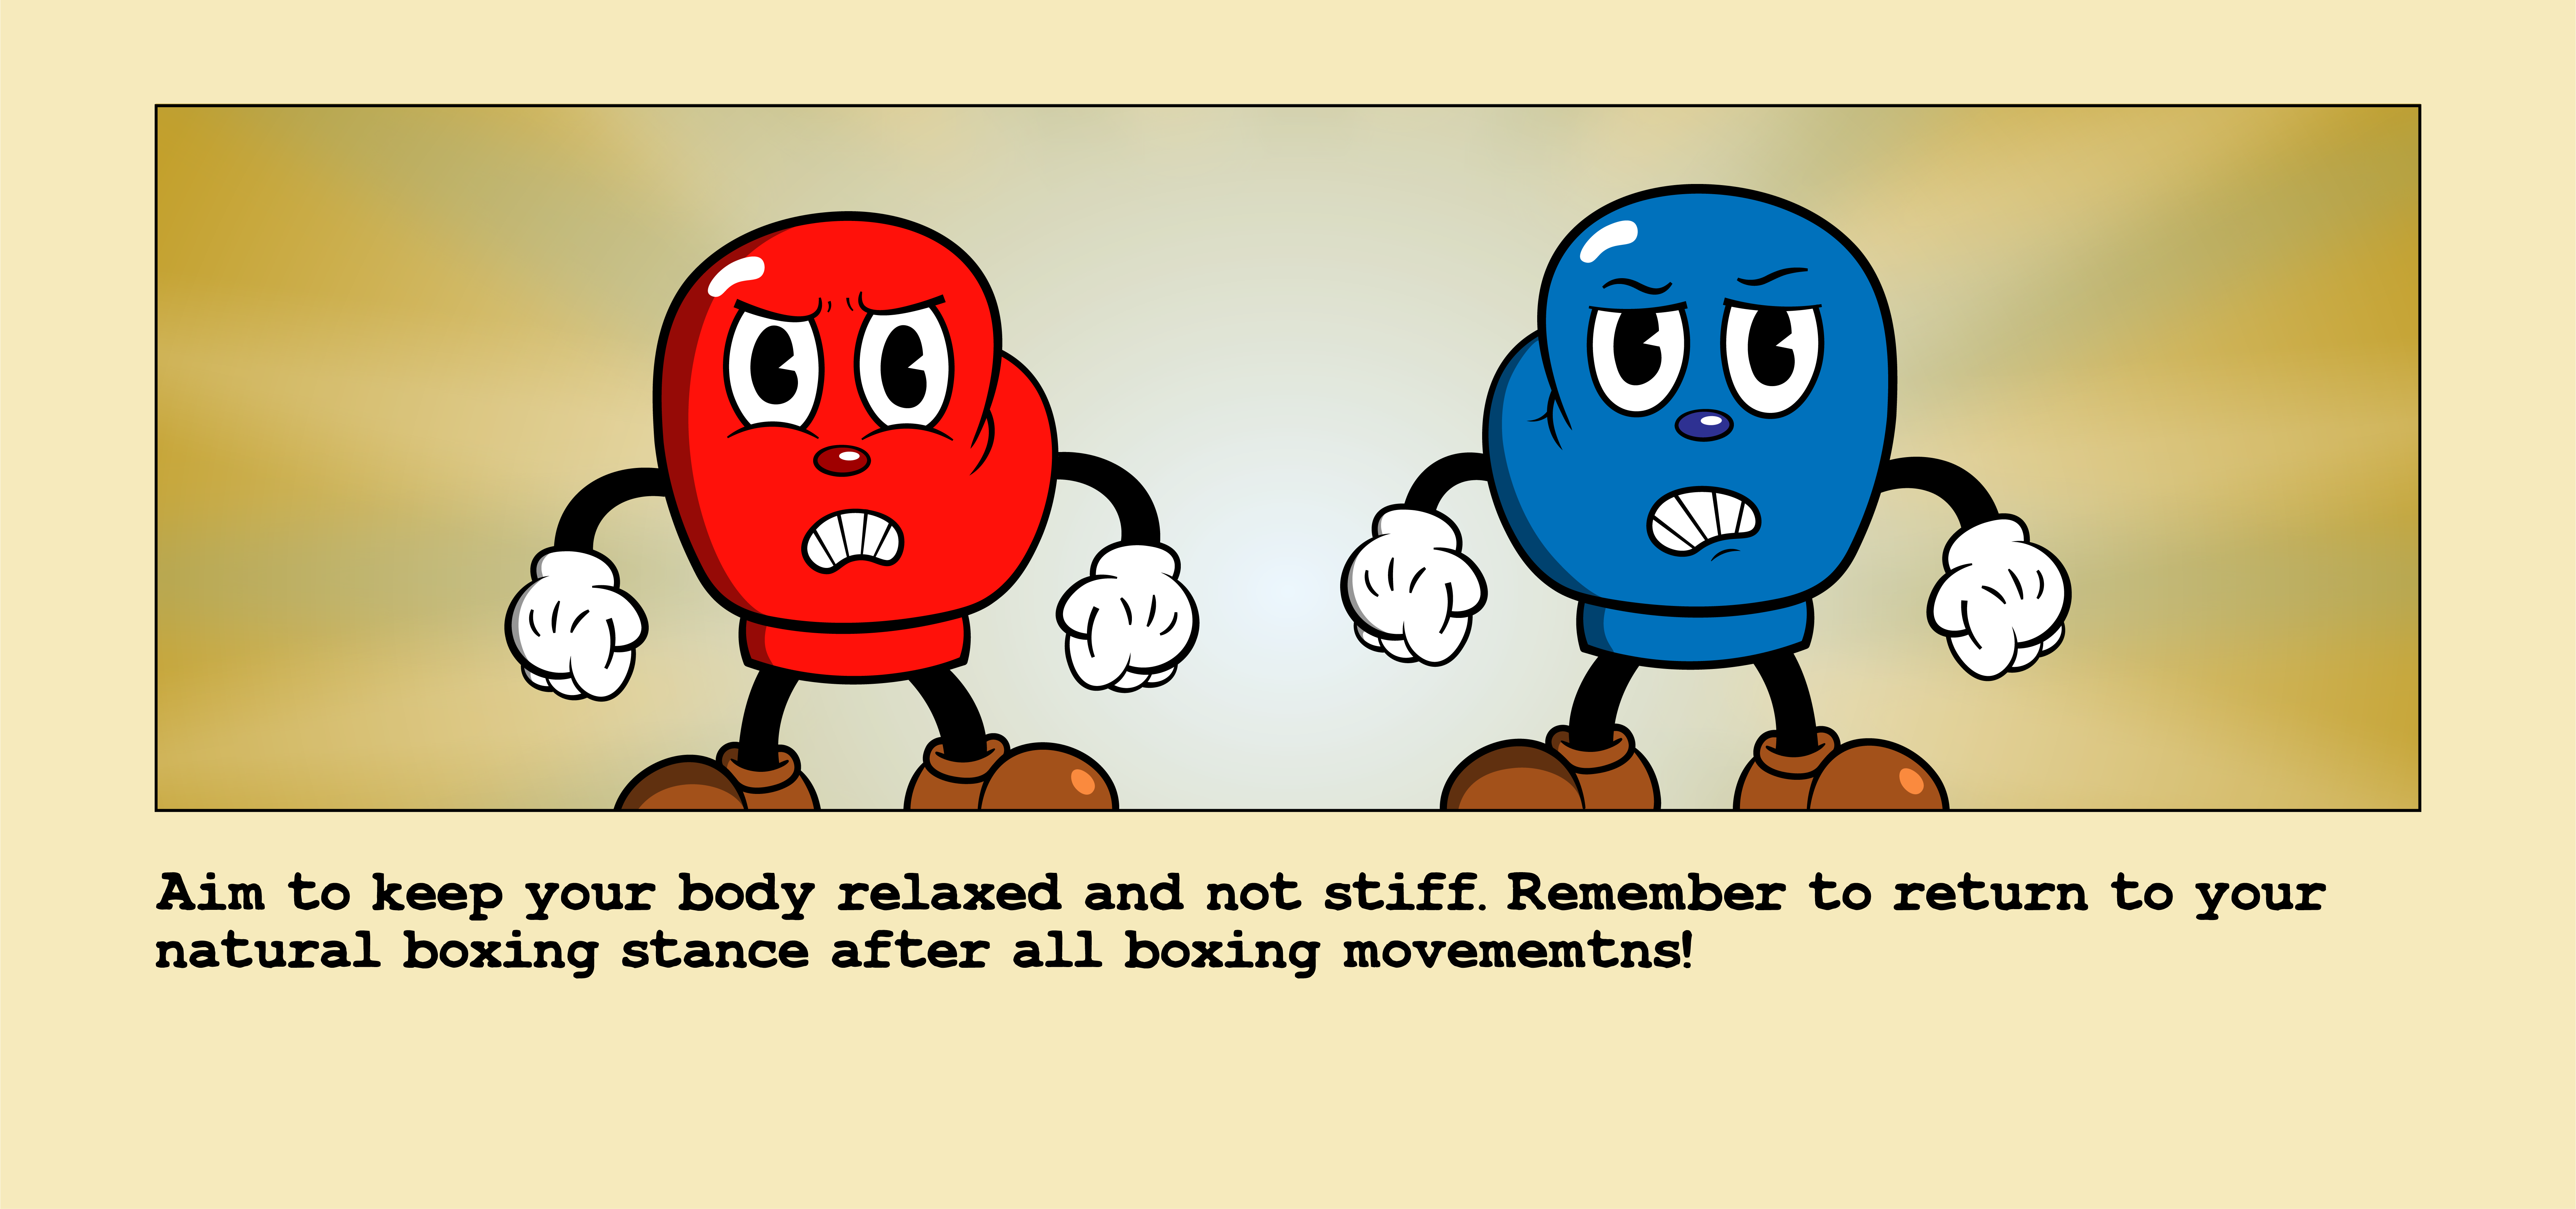 Aim to keep your body relaxed and not stiff. Remember to return to your
natural boxing stance after all boxing movememtns!